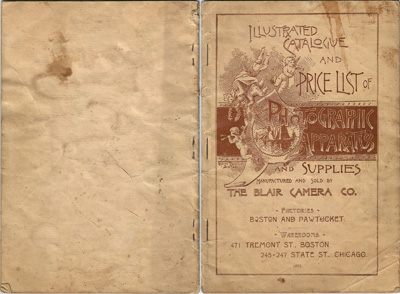 ILLUSTRATED
CATALOGUE
AND
PRICE LIST OF
PHOTOGRAPHIC
APPARATUS
AND SUPPLIES
MANUFACTURED AND SOLD BY
THE BLAIR CAMERA CO.
- FACTORIES -
BOSTON AND PAWTUCKET.
- WAREROOMS -
471 TREMONT ST. BOSTON
245-247 STATE ST. CHICAGO.